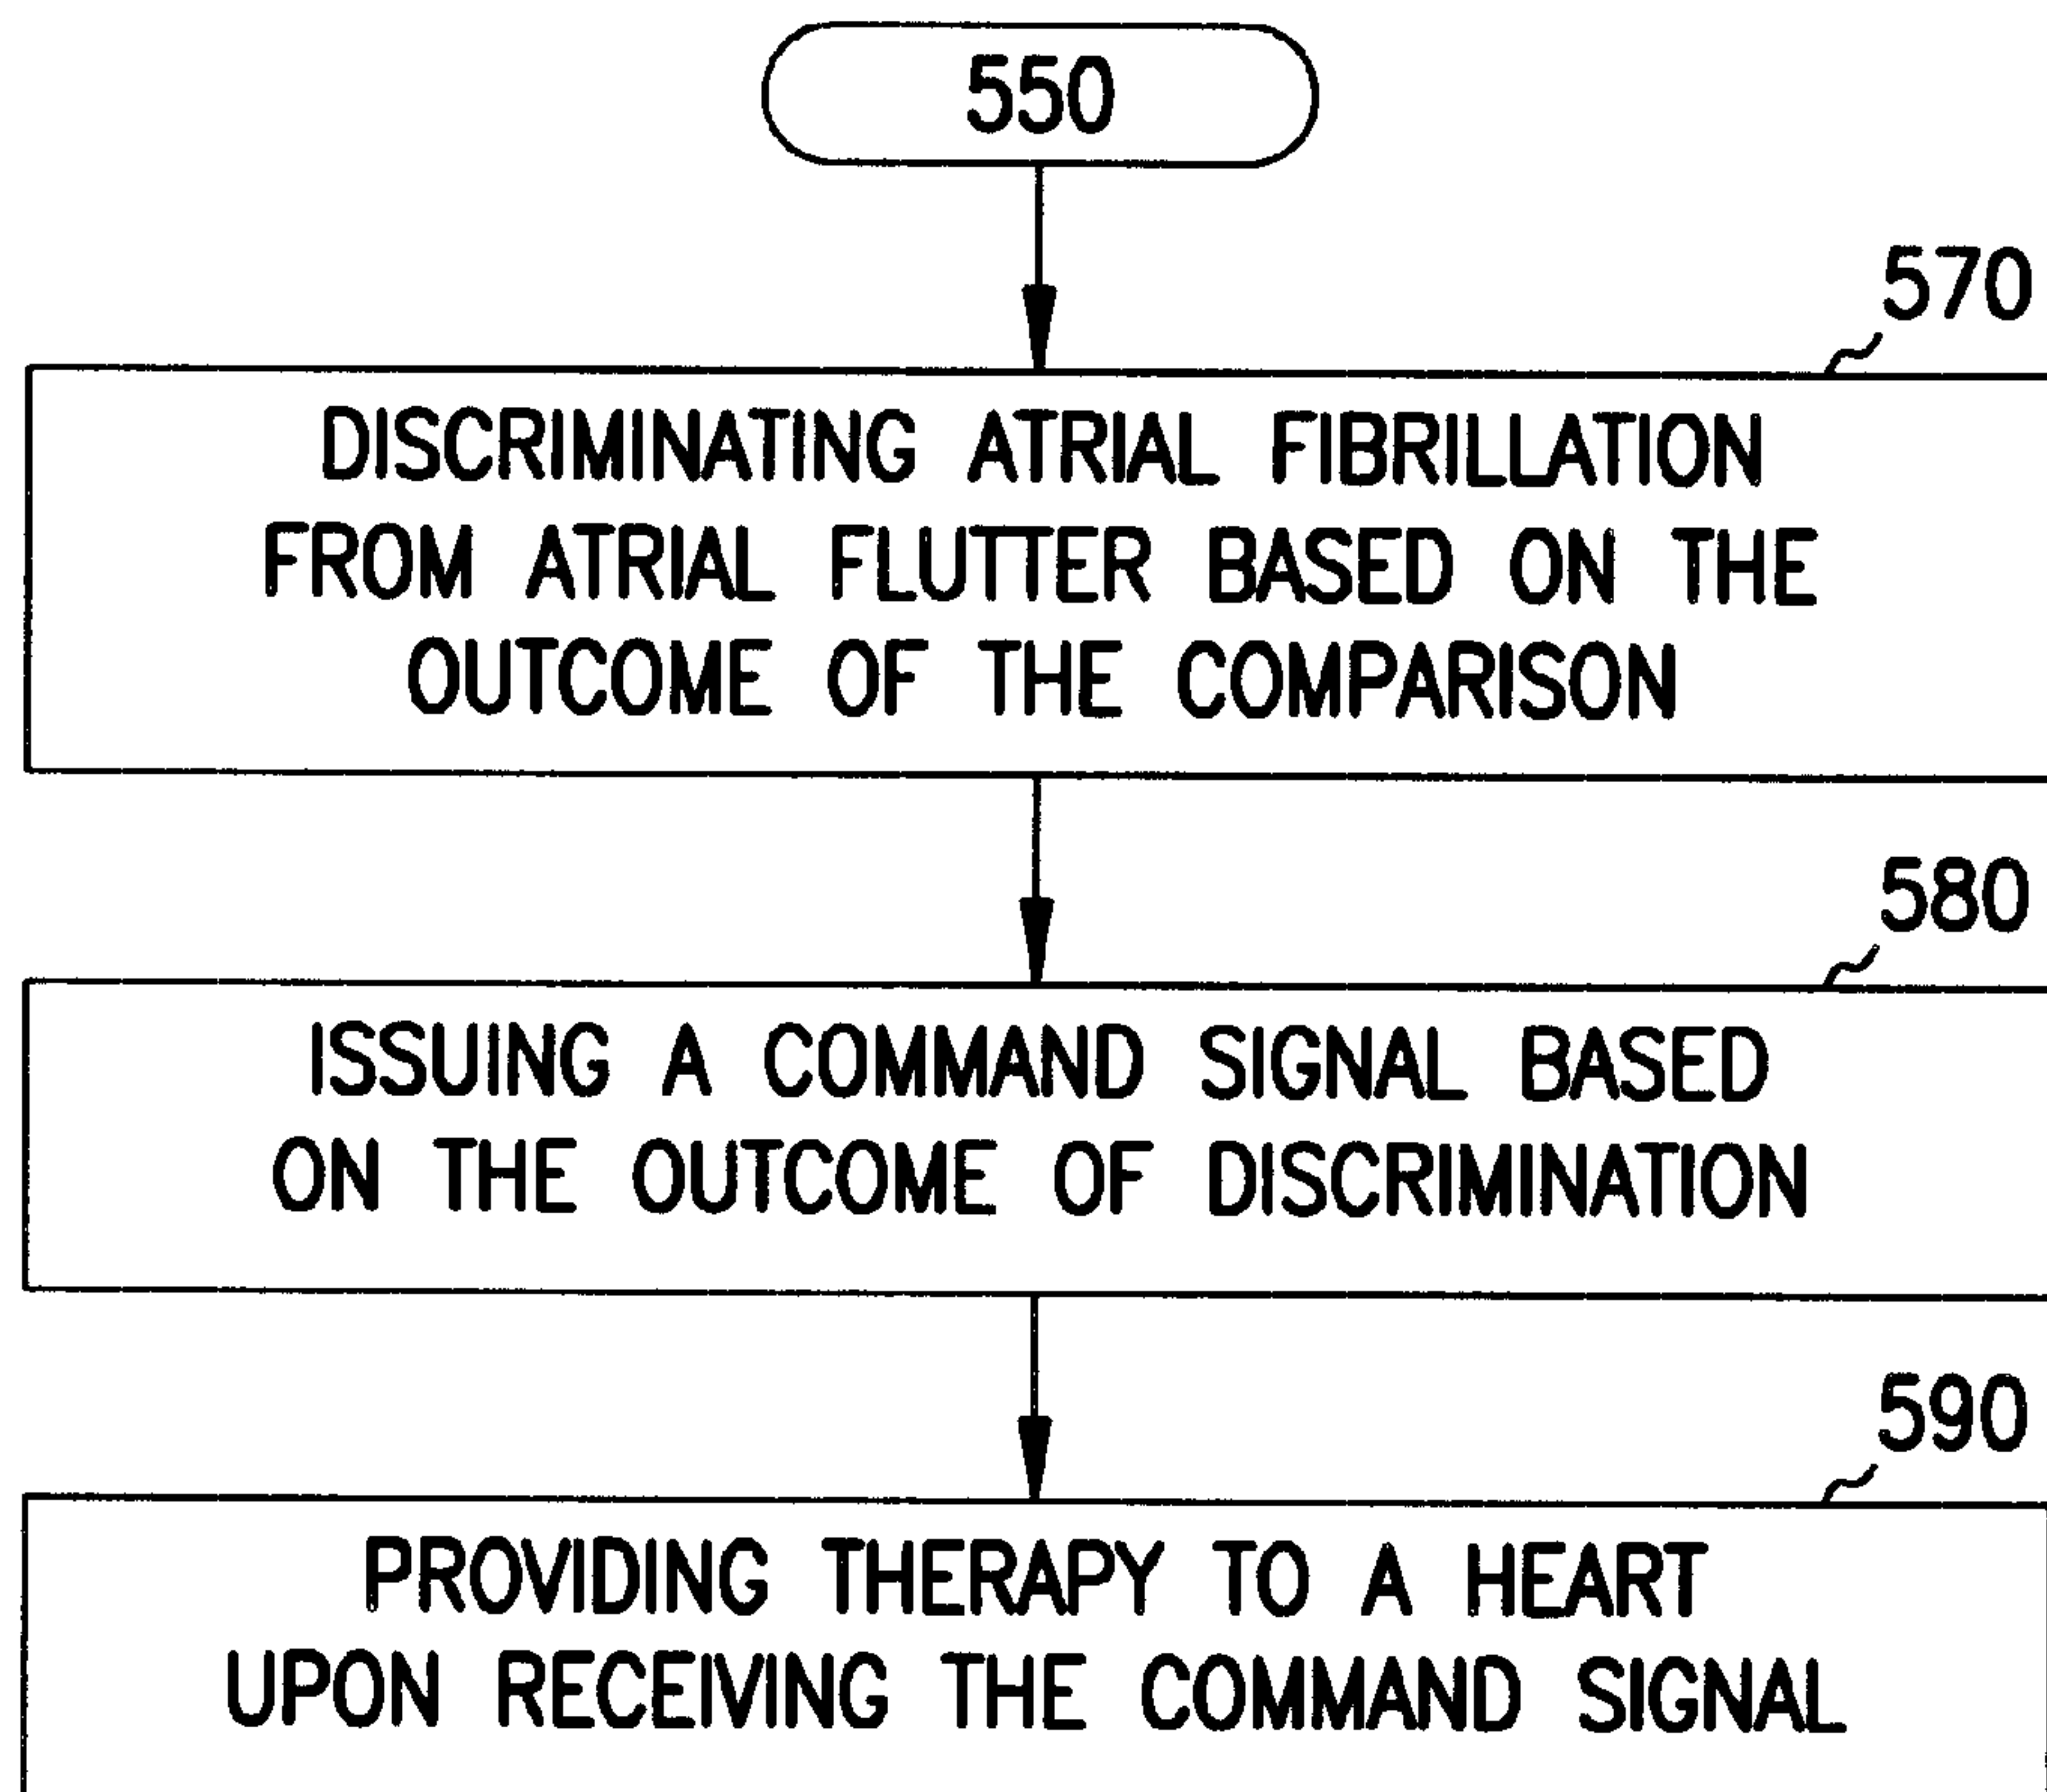 550
570
DISCRIMINATING ATRIAL FIBRILLATION
FROM ATRIAL FLUTTER BASED ON THE
OUTCOME OF THE COMPARISON
580
ISSUING A COMMAND SIGNAL BASED
ON THE OUTCOME OF DISCRIMINATION
590
PROVIDING THERAPY TO A HEART
UPON RECEIVING THE COMMAND SIGNAL